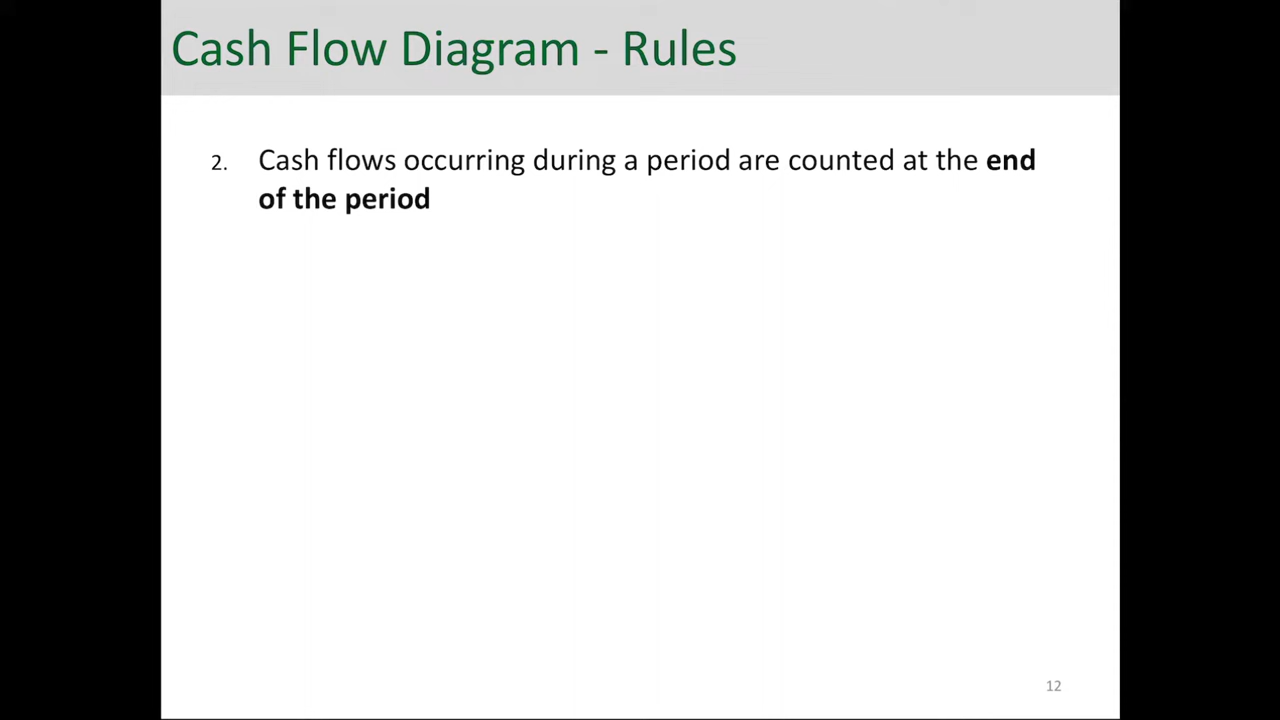 Cash Flow Diagram - Rules
2. Cash flows occurring during a period are counted at the end
of the period
12